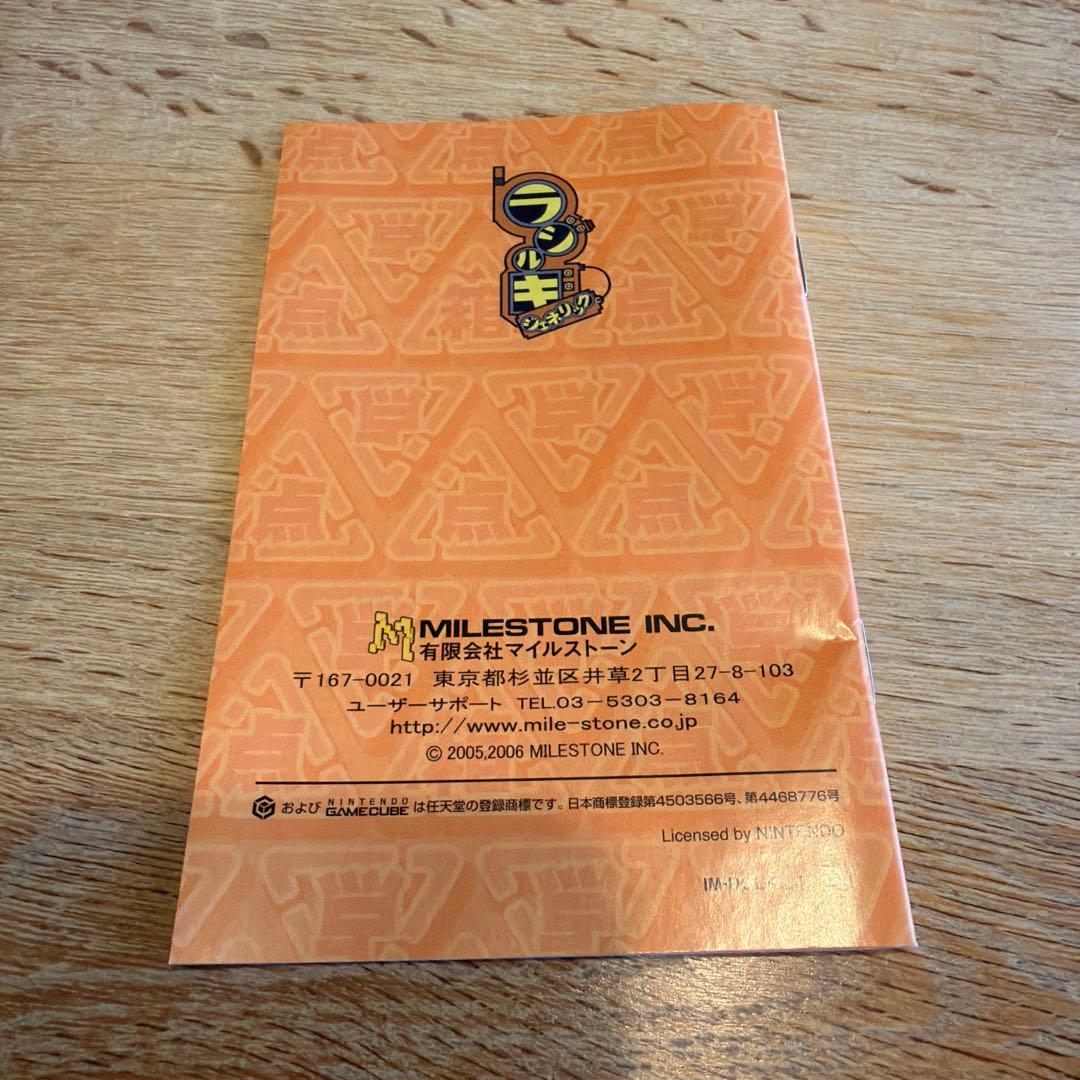 ラジルギ
ジェネリック
MILESTONE INC.
有限会社マイルストーン
〒167-0021 東京都杉並区井草2丁目27-8-103
ユーザーサポート TEL.03-5303-8164
http://www.mile-stone.co.jp
© 2005,2006 MILESTONE INC.
および NINTENDO GAMECUBE は任天堂の登録商標です。日本商標登録第4503566号、第4468776号
Licensed by NINTENDO